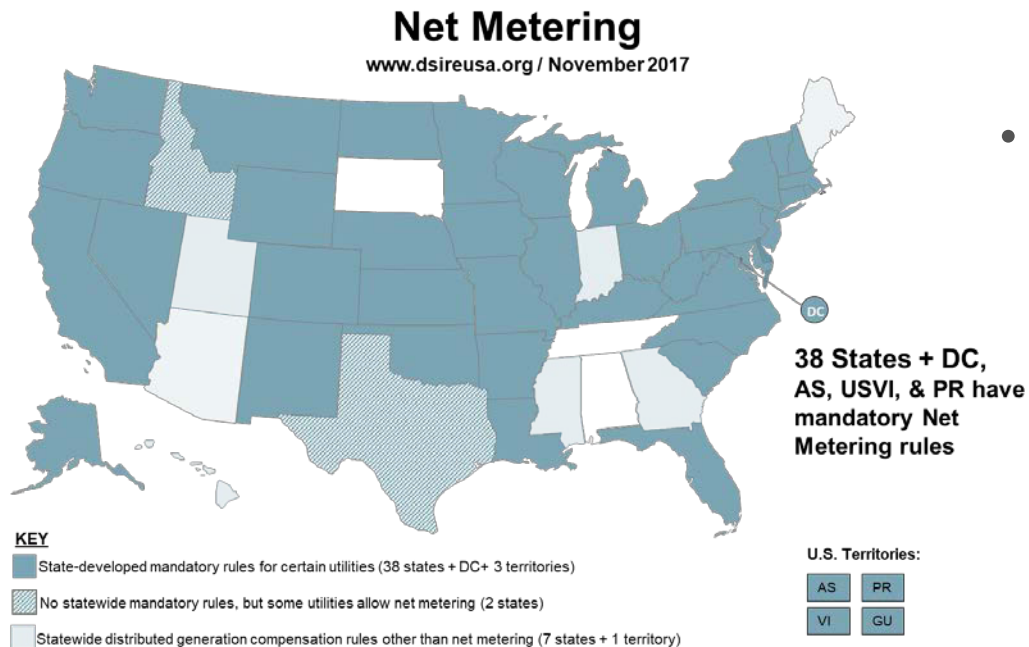 Net Metering
www.dsireusa.org / November 2017
DC
38 States + DC,
AS, USVI, & PR have
mandatory Net
Metering rules
KEY
State-developed mandatory rules for certain utilities (38 states + DC+ 3 territories)
No statewide mandatory rules, but some utilities allow net metering (2 states)
Statewide distributed generation compensation rules other than net metering (7 states + 1 territory)
U.S. Territories:
AS PR
VI GU